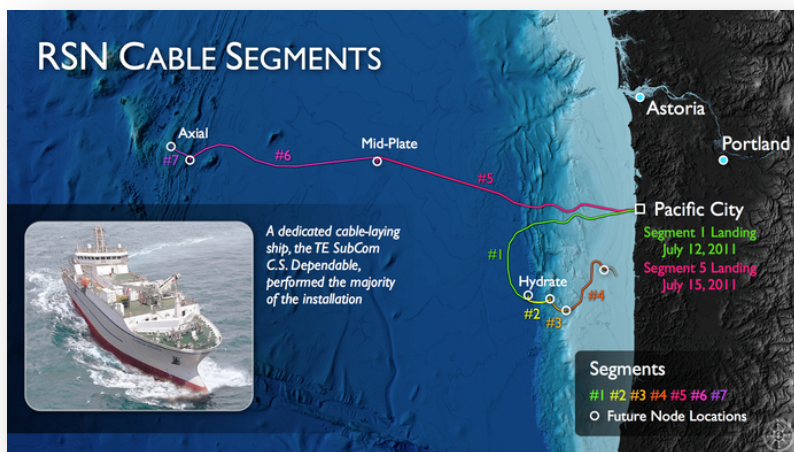 RSN CABLE SEGMENTS
Astoria
Axial
Mid-Plate
Portland
#7
#6
#5
Pacific City
Segment 1 Landing
July 12, 2011
Segment 5 Landing
July 15, 2011
A dedicated cable-laying
ship, the TE SubCom
C.S. Dependable,
performed the majority
of the installation
#1
Hydrate
#4
#2
#3
Segments
#1 #2 #3 #4 #5 #6 #7
Future Node Locations